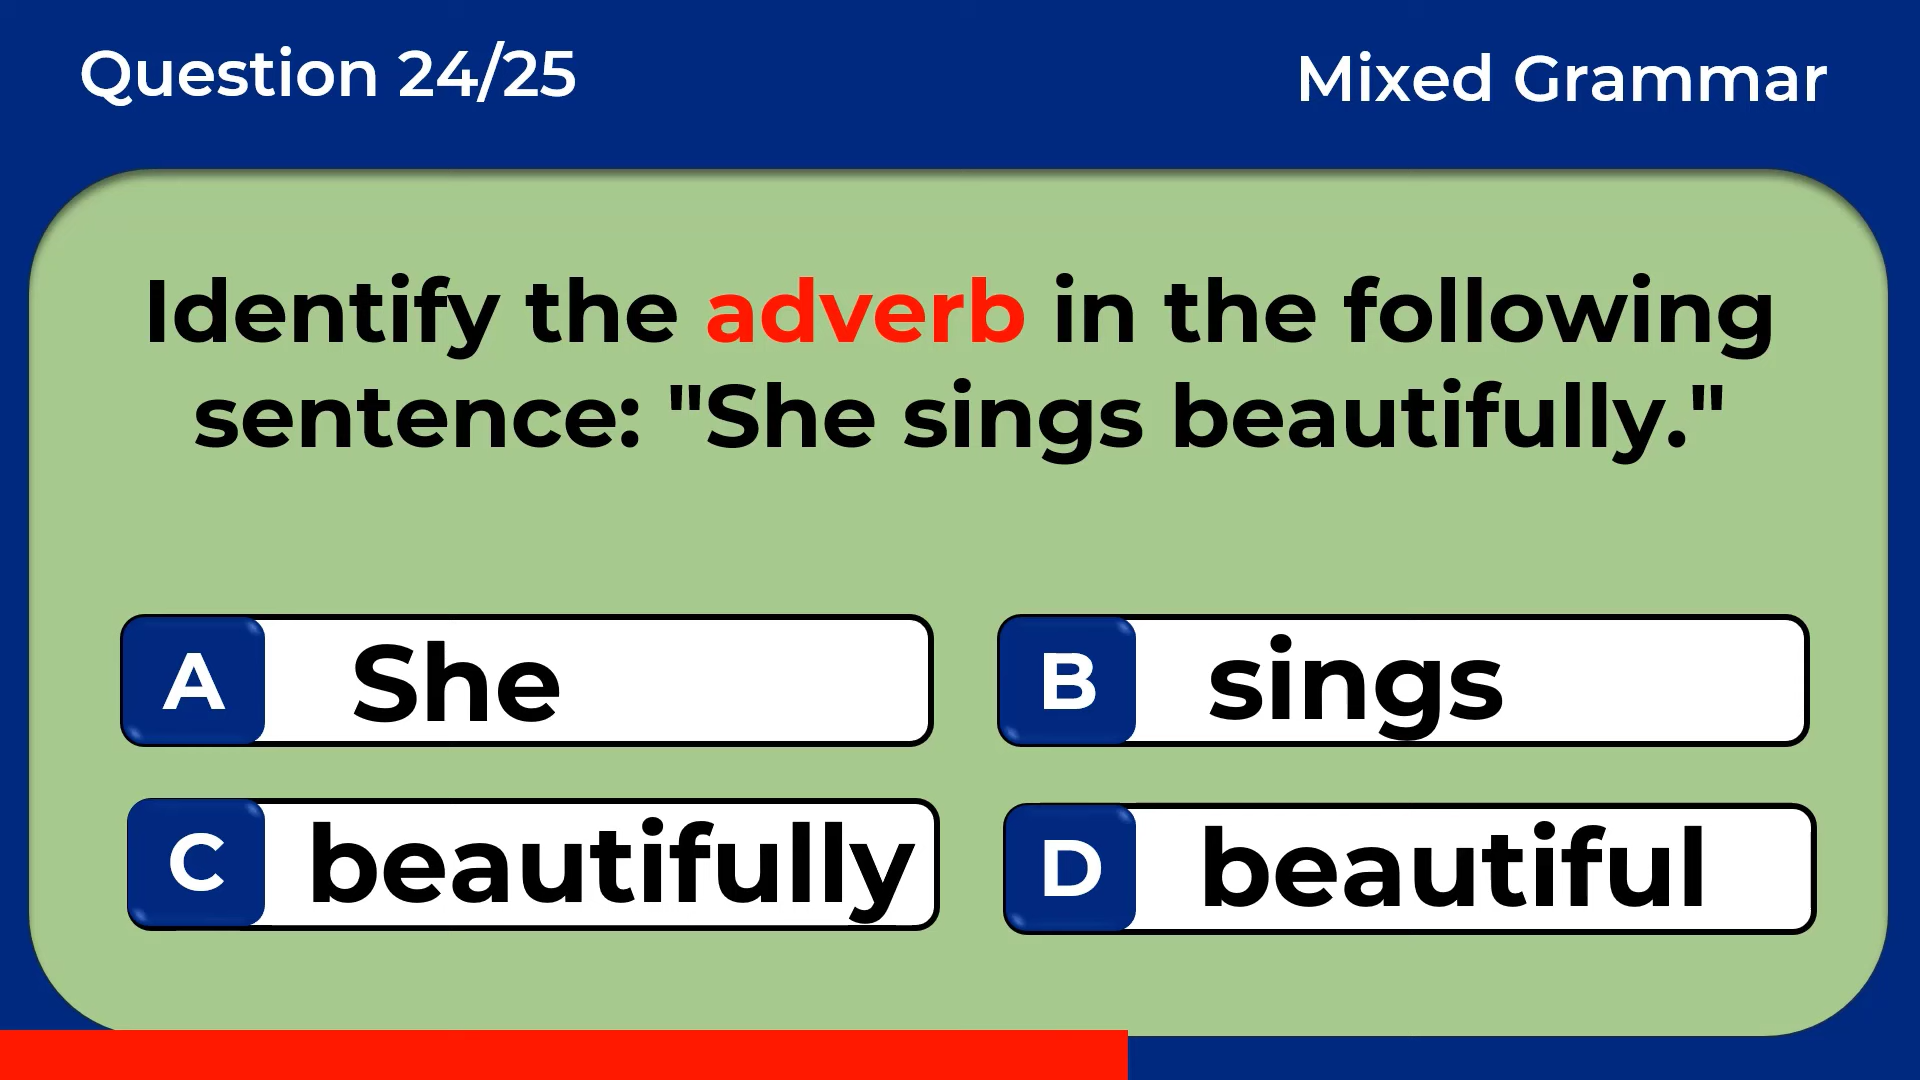 Question 24/25
Mixed Grammar
Identify the adverb in the following
sentence: "She sings beautifully."
A She
B sings
C beautifully
D beautiful